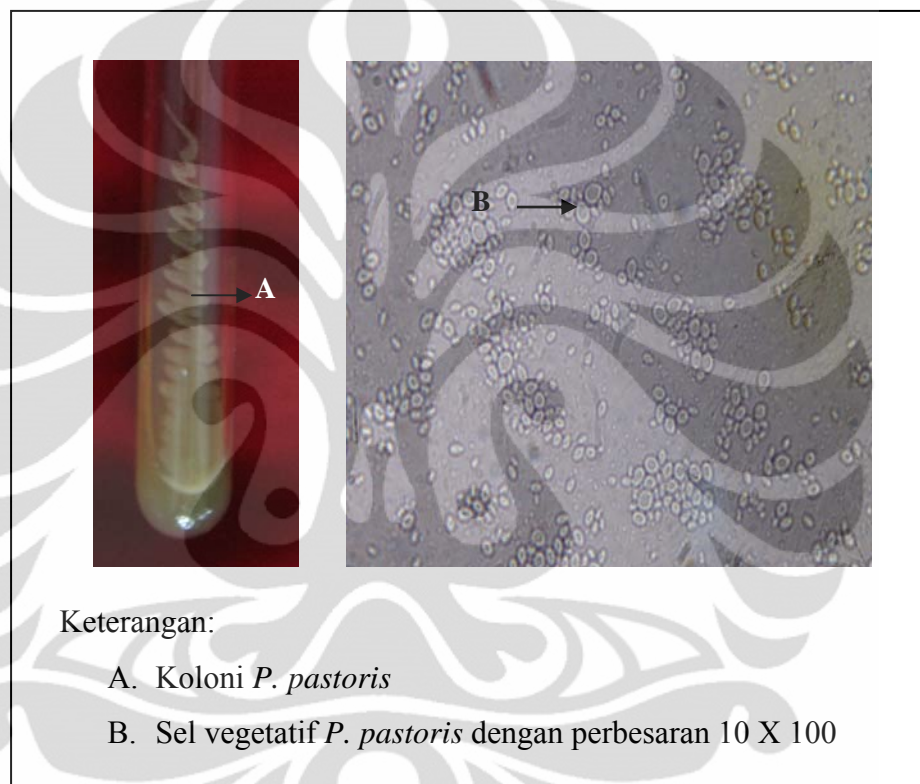 A
B
Keterangan:
A. Koloni P. pastoris
B. Sel vegetatif P. pastoris dengan perbesaran 10 X 100